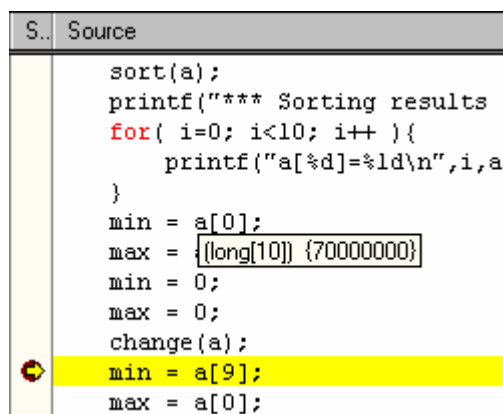 S.. Source
sort(a);
printf("*** Sorting results
for( i=0; i<10; i++ ){
printf("a[%d]=%ld\n",i,a
}
min = a[0];
max =
(long[10]) {70000000}
min = 0;
max = 0;
change(a);
min = a[9];
max = a[0];